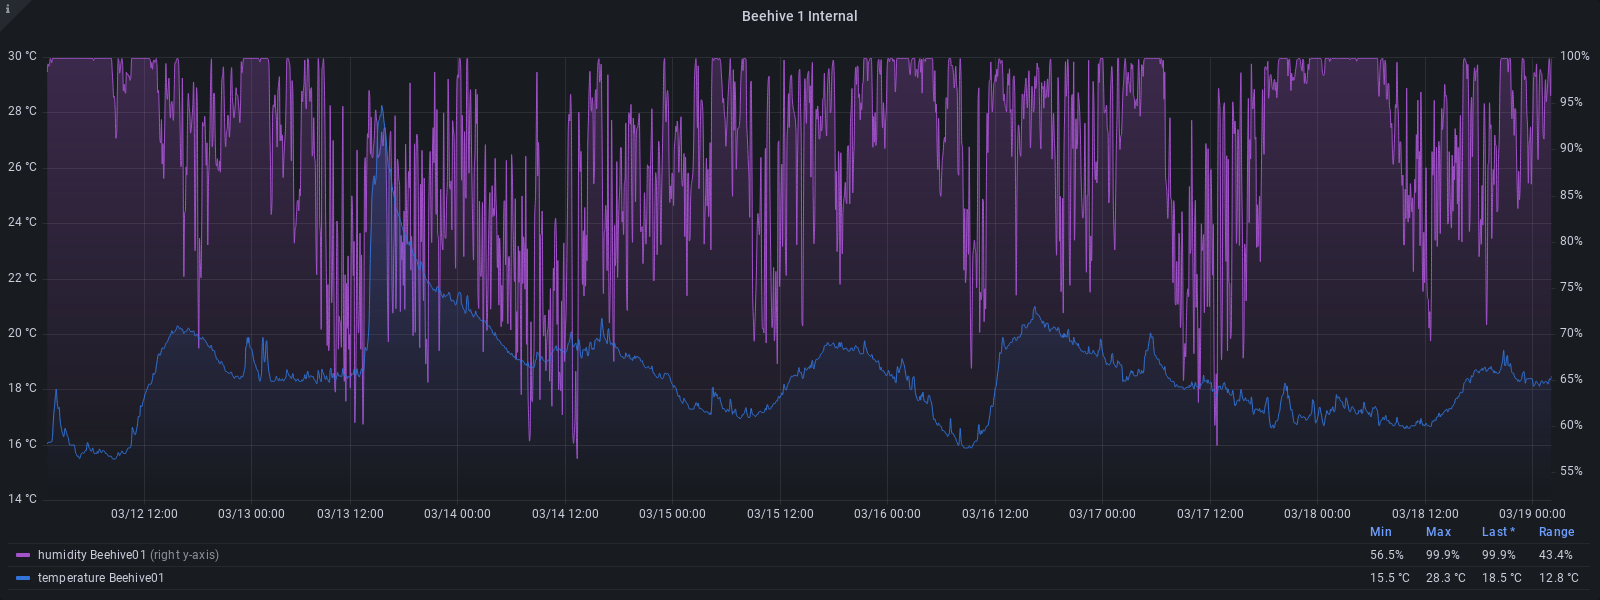 i
Beehive 1 Internal
30 °C 100%
28 °C 95%
26 °C 90%
24 °C 85%
22 °C 80%
20 °C 75%
18 °C 70%
16 °C 65%
14 °C 60%
55%
03/12 12:00 03/13 00:00 03/13 12:00 03/14 00:00 03/14 12:00 03/15 00:00 03/15 12:00 03/16 00:00 03/16 12:00 03/17 00:00 03/17 12:00 03/18 00:00 03/18 12:00 03/19 00:00
Min Max Last * Range
humidity Beehive01 (right y-axis) 56.5% 99.9% 99.9% 43.4%
temperature Beehive01 15.5 °C 28.3 °C 18.5 °C 12.8 °C